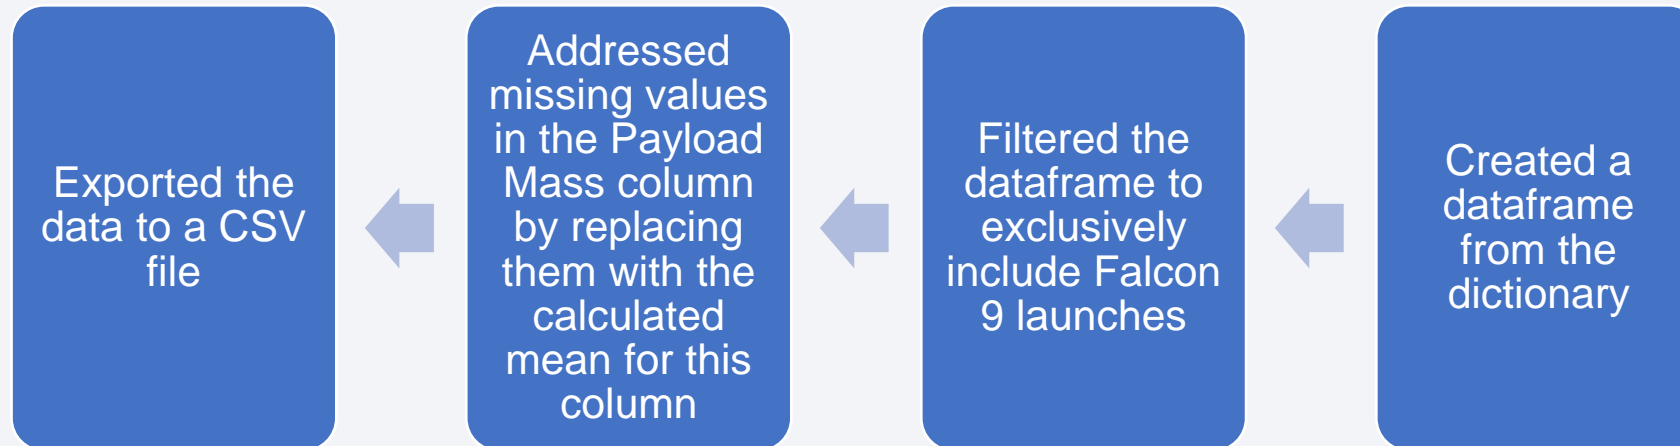 Exported the
data to a CSV
file
Addressed
missing values
in the Payload
Mass column
by replacing
them with the
calculated
mean for this
column
Filtered the
dataframe to
exclusively
include Falcon
9 launches
Created a
dataframe
from the
dictionary